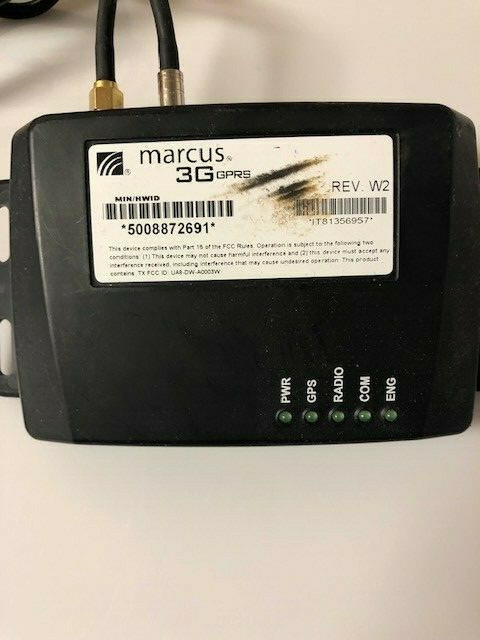 marcus®
3G GPRS
REV. W2
MIN/HWID
*5008872691*
*IT81356957*
This device complies with Part 15 of the FCC Rules. Operation is subject to the following two
conditions: (1) This device may not cause harmful interference and (2) this device must accept any
interference received, including interference that may cause undesired operation. This product
contains TX FCC ID: UA8-DW-A0003W
PWR
GPS
RADIO
COM
ENG